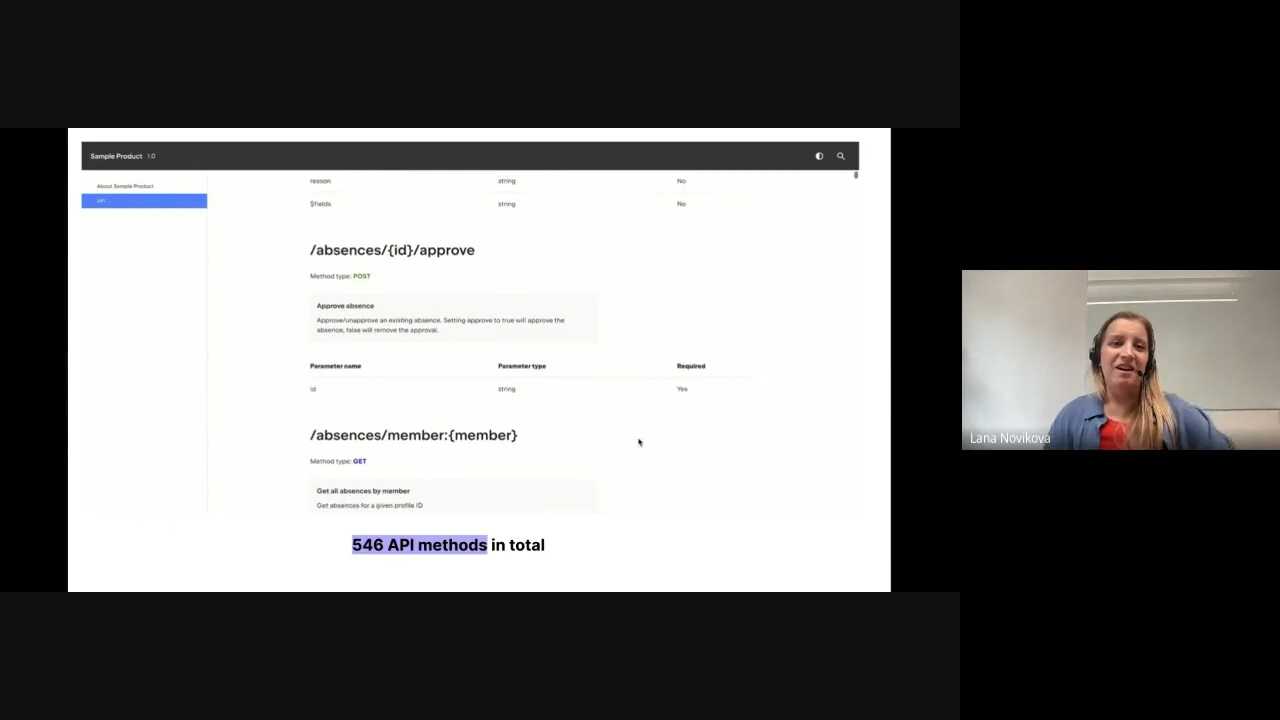 Sample Product 1.0
About Sample Product
API
reason string No
$fields string No
/absences/{id}/approve
Method type: POST
Approve absence
Approve/unapprove an existing absence. Setting approve to true will approve the
absence, false will remove the approval.
Parameter name Parameter type Required
id string Yes
/absences/member:{member}
Method type: GET
Get all absences by member
Get absences for a given profile ID
546 API methods in total
Lana Novikova